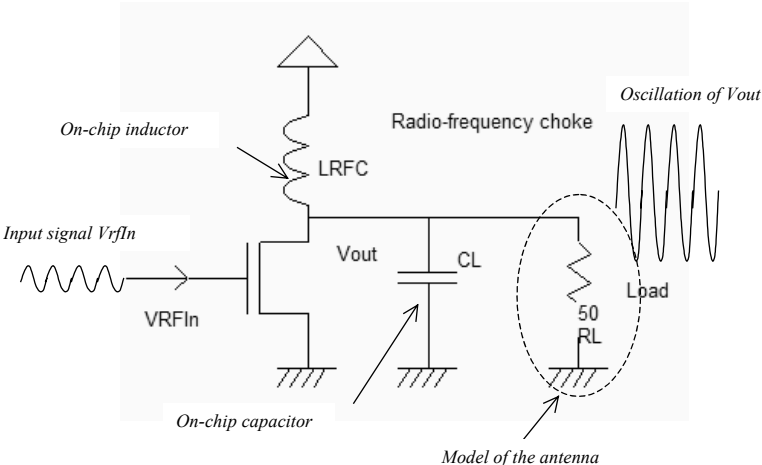 Oscillation of Vout
Radio-frequency choke
On-chip inductor
LRFC
Input signal VrfIn
Vout
CL
Load
VRFIn
50
RL
On-chip capacitor
Model of the antenna